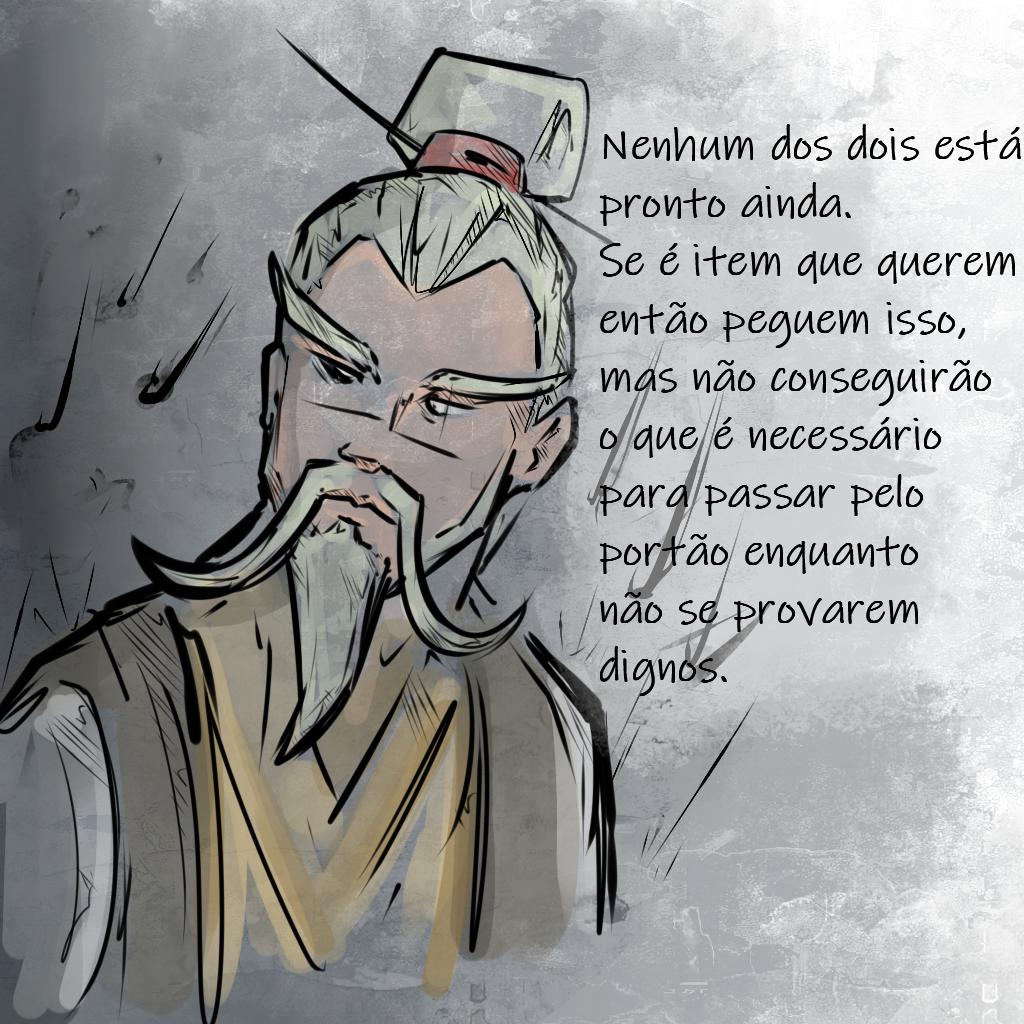 Nenhum dos dois está
pronto ainda.
Se é item que querem
então peguem isso,
mas não conseguirão
o que é necessário
para passar pelo
portão enquanto
não se provarem
dignos.